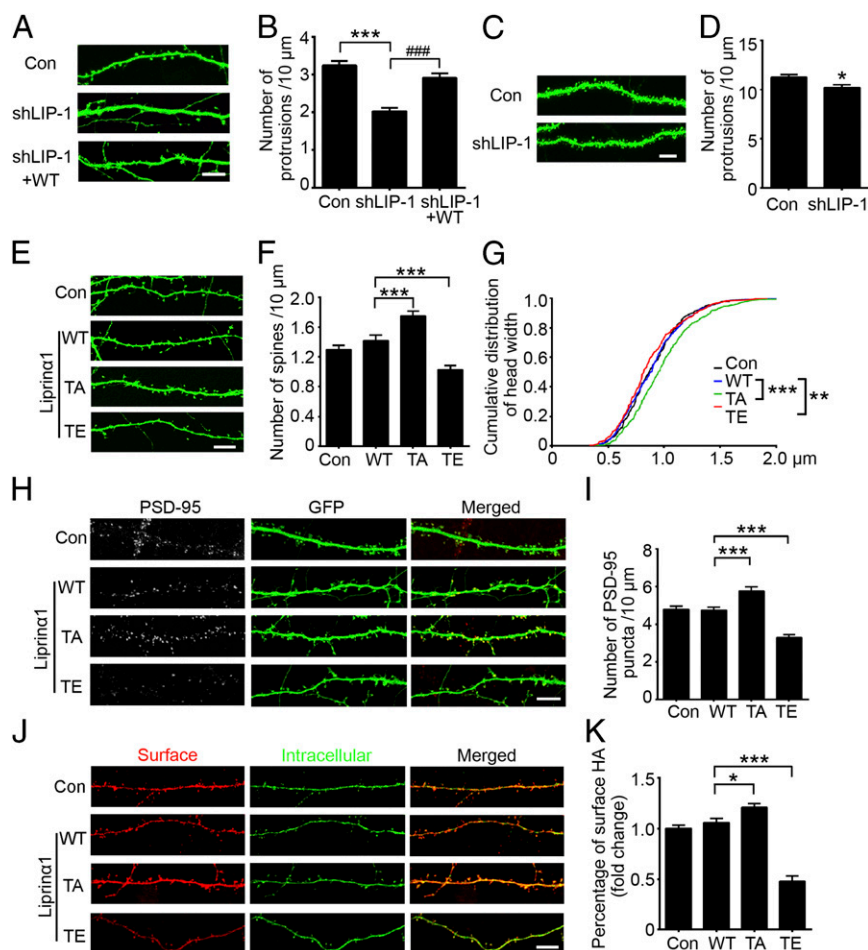 A
Con
shLIP-1
shLIP-1
+WT
B
Number of
protrusions /10 μm
4
3
2
1
0
***
###
Con
shLIP-1
shLIP-1
+WT
C
Con
shLIP-1
D
Number of
protrusions /10 μm
15
10
5
0
*
Con
shLIP-1
E
Con
WT
TA
TE
Liprinα1
F
Number of spines /10 μm
2.0
1.6
1.2
0.8
0.4
0
***
***
Con
WT
TA
TE
G
Cumulative distribution
of head width
1.0
0.80
0.60
0.40
0.20
0
0
0.5
1.0
1.5
2.0
μm
Con
WT
TA
TE
***
**
H
PSD-95
GFP
Merged
Con
WT
TA
TE
Liprinα1
I
Number of PSD-95
puncta /10 μm
8
6
4
2
0
***
***
Con
WT
TA
TE
J
Surface
Intracellular
Merged
Con
WT
TA
TE
Liprinα1
K
Percentage of surface HA
(fold change)
1.5
1.0
0.5
0
***
*
Con
WT
TA
TE